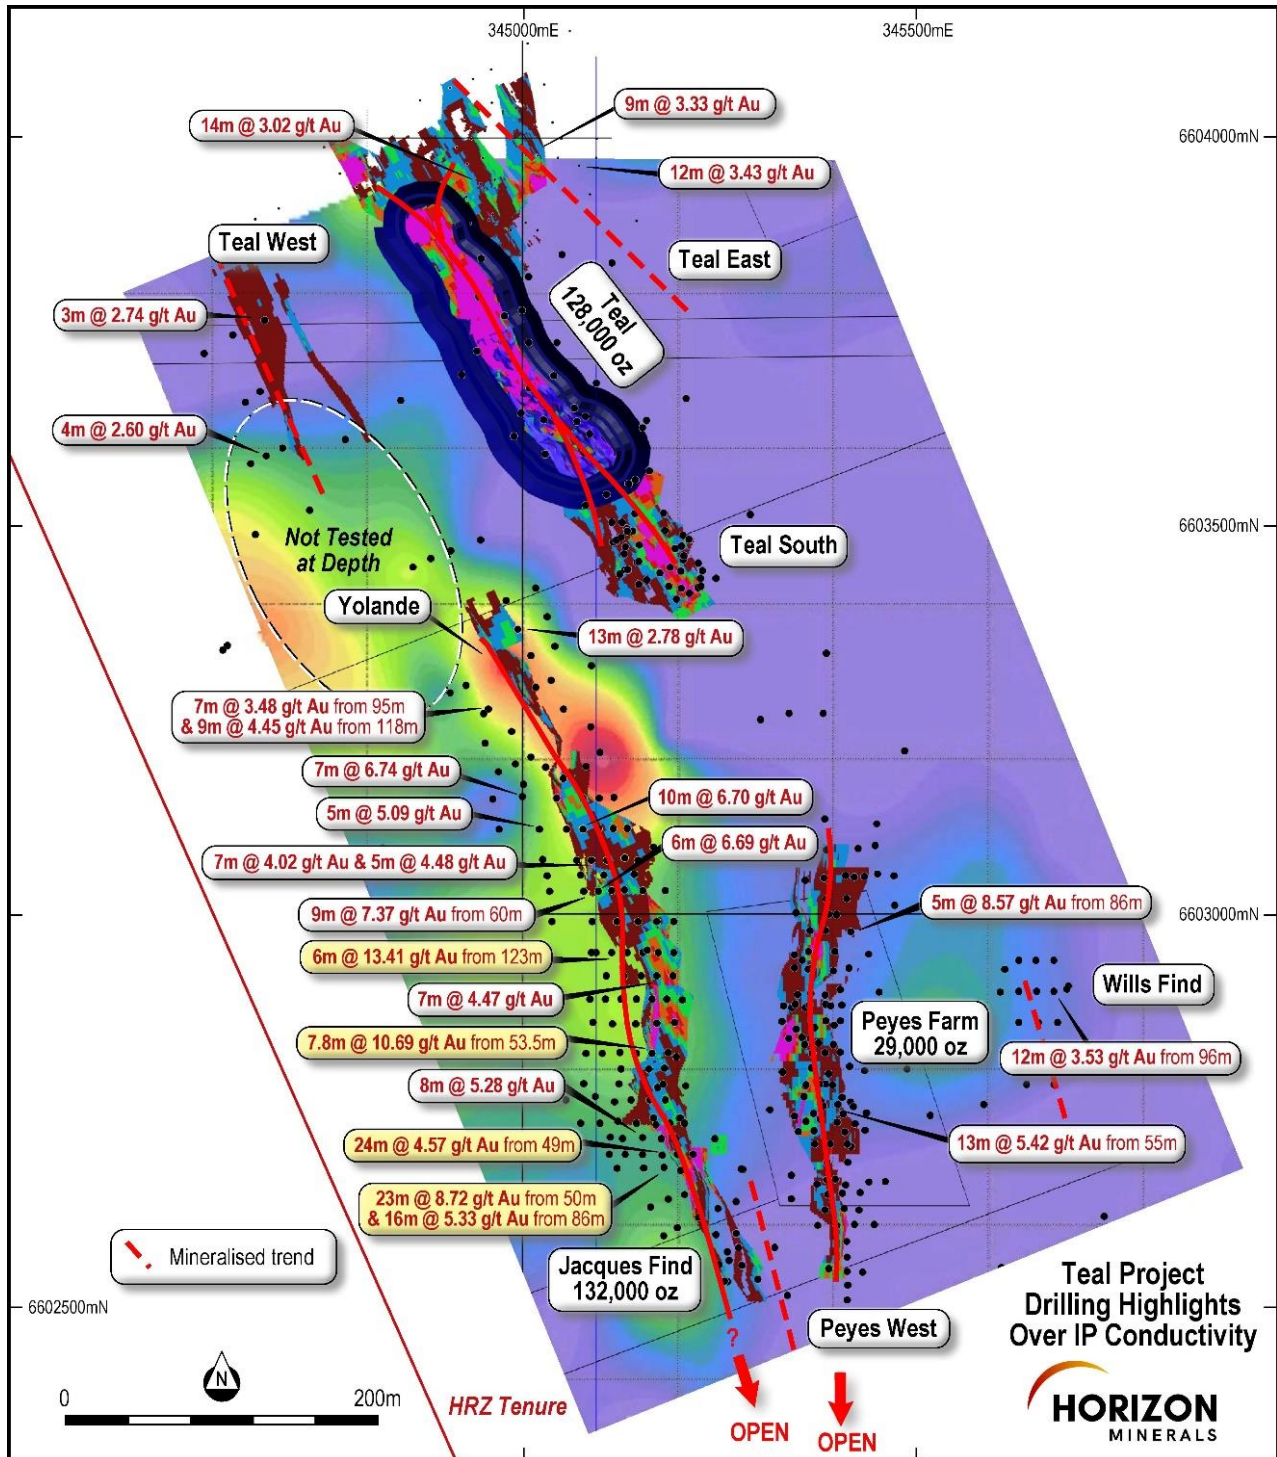 345000mE
345500mE
9m @ 3.33 g/t Au
14m @ 3.02 g/t Au
6604000mN
12m @ 3.43 g/t Au
Teal West
Teal East
Teal
128,000 oz
3m @ 2.74 g/t Au
4m @ 2.60 g/t Au
Not Tested
at Depth
6603500mN
Teal South
Yolande
13m @ 2.78 g/t Au
7m @ 3.48 g/t Au from 95m
& 9m @ 4.45 g/t Au from 118m
7m @ 6.74 g/t Au
10m @ 6.70 g/t Au
5m @ 5.09 g/t Au
6m @ 6.69 g/t Au
7m @ 4.02 g/t Au & 5m @ 4.48 g/t Au
5m @ 8.57 g/t Au from 86m
9m @ 7.37 g/t Au from 60m
6603000mN
6m @ 13.41 g/t Au from 123m
Wills Find
7m @ 4.47 g/t Au
Peyes Farm
29,000 oz
7.8m @ 10.69 g/t Au from 53.5m
12m @ 3.53 g/t Au from 96m
8m @ 5.28 g/t Au
24m @ 4.57 g/t Au from 49m
13m @ 5.42 g/t Au from 55m
23m @ 8.72 g/t Au from 50m
& 16m @ 5.33 g/t Au from 86m
Mineralised trend
Jacques Find
132,000 oz
Teal Project
Drilling Highlights
Over IP Conductivity
6602500mN
Peyes West
?
N
0
200m
HRZ Tenure
OPEN
OPEN
HORIZON
MINERALS